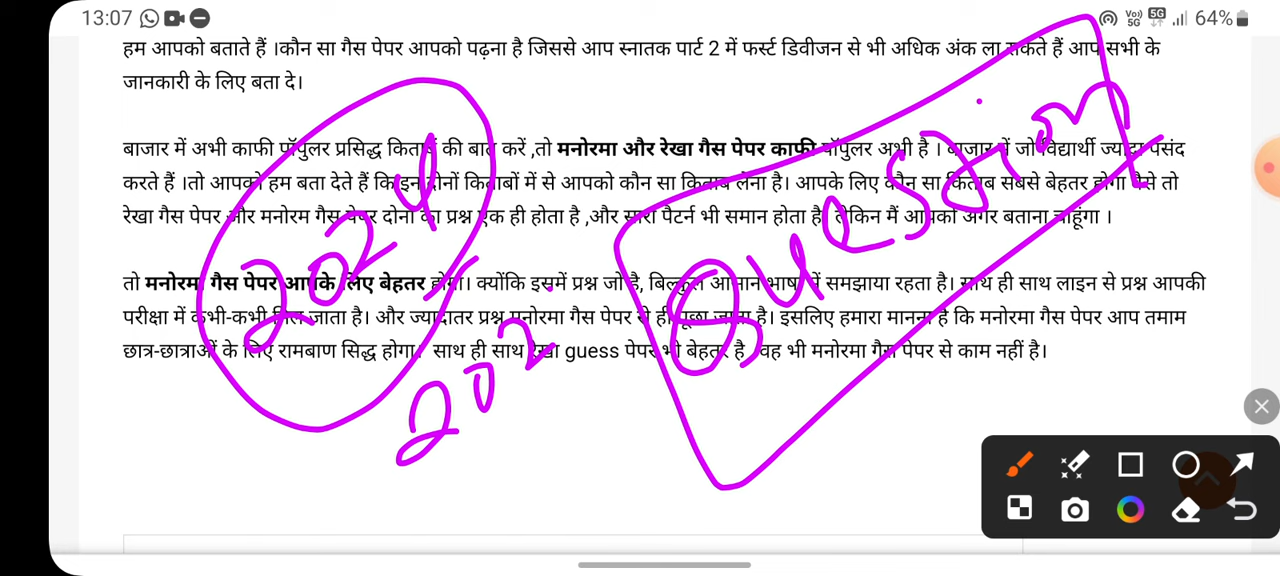 13:07 64%
हम आपको बताते हैं ।कौन सा गैस पेपर आपको पढ़ना है जिससे आप स्नातक पार्ट 2 में फर्स्ट डिवीजन से भी अधिक अंक ला सकते हैं आप सभी के
जानकारी के लिए बता दे।
बाजार में अभी काफी पॉपुलर प्रसिद्ध किताबें की बात करें ,तो मनोरमा और रेखा गैस पेपर काफी पॉपुलर अभी है । बाजार में जो विद्यार्थी ज्यादा पसंद
करते हैं ।तो आपको हम बता देते हैं कि इन दोनों किताबों में से आपको कौन सा किताब लेना है। आपके लिए कौन सा किताब सबसे बेहतर होगा वैसे तो
रेखा गैस पेपर और मनोरम गैस पेपर दोनों का प्रश्न एक ही होता है ,और सारा पैटर्न भी समान होता है लेकिन मैं आपको अगर बताना चाहूंगा ।
तो मनोरमा गैस पेपर आपके लिए बेहतर होगा। क्योंकि इसमें प्रश्न जो है, बिल्कुल आसान भाषा में समझाया रहता है। साथ ही साथ लाइन से प्रश्न आपकी
परीक्षा में कभी-कभी मिल जाता है। और ज्यादातर प्रश्न मनोरमा गैस पेपर से ही पूछा जाता है। इसलिए हमारा मानना है कि मनोरमा गैस पेपर आप तमाम
छात्र-छात्राओं के लिए रामबाण सिद्ध होगा। साथ ही साथ रेखा guess पेपर भी बेहतर है ,वह भी मनोरमा गैस पेपर से काम नहीं है।
2024
202
Question